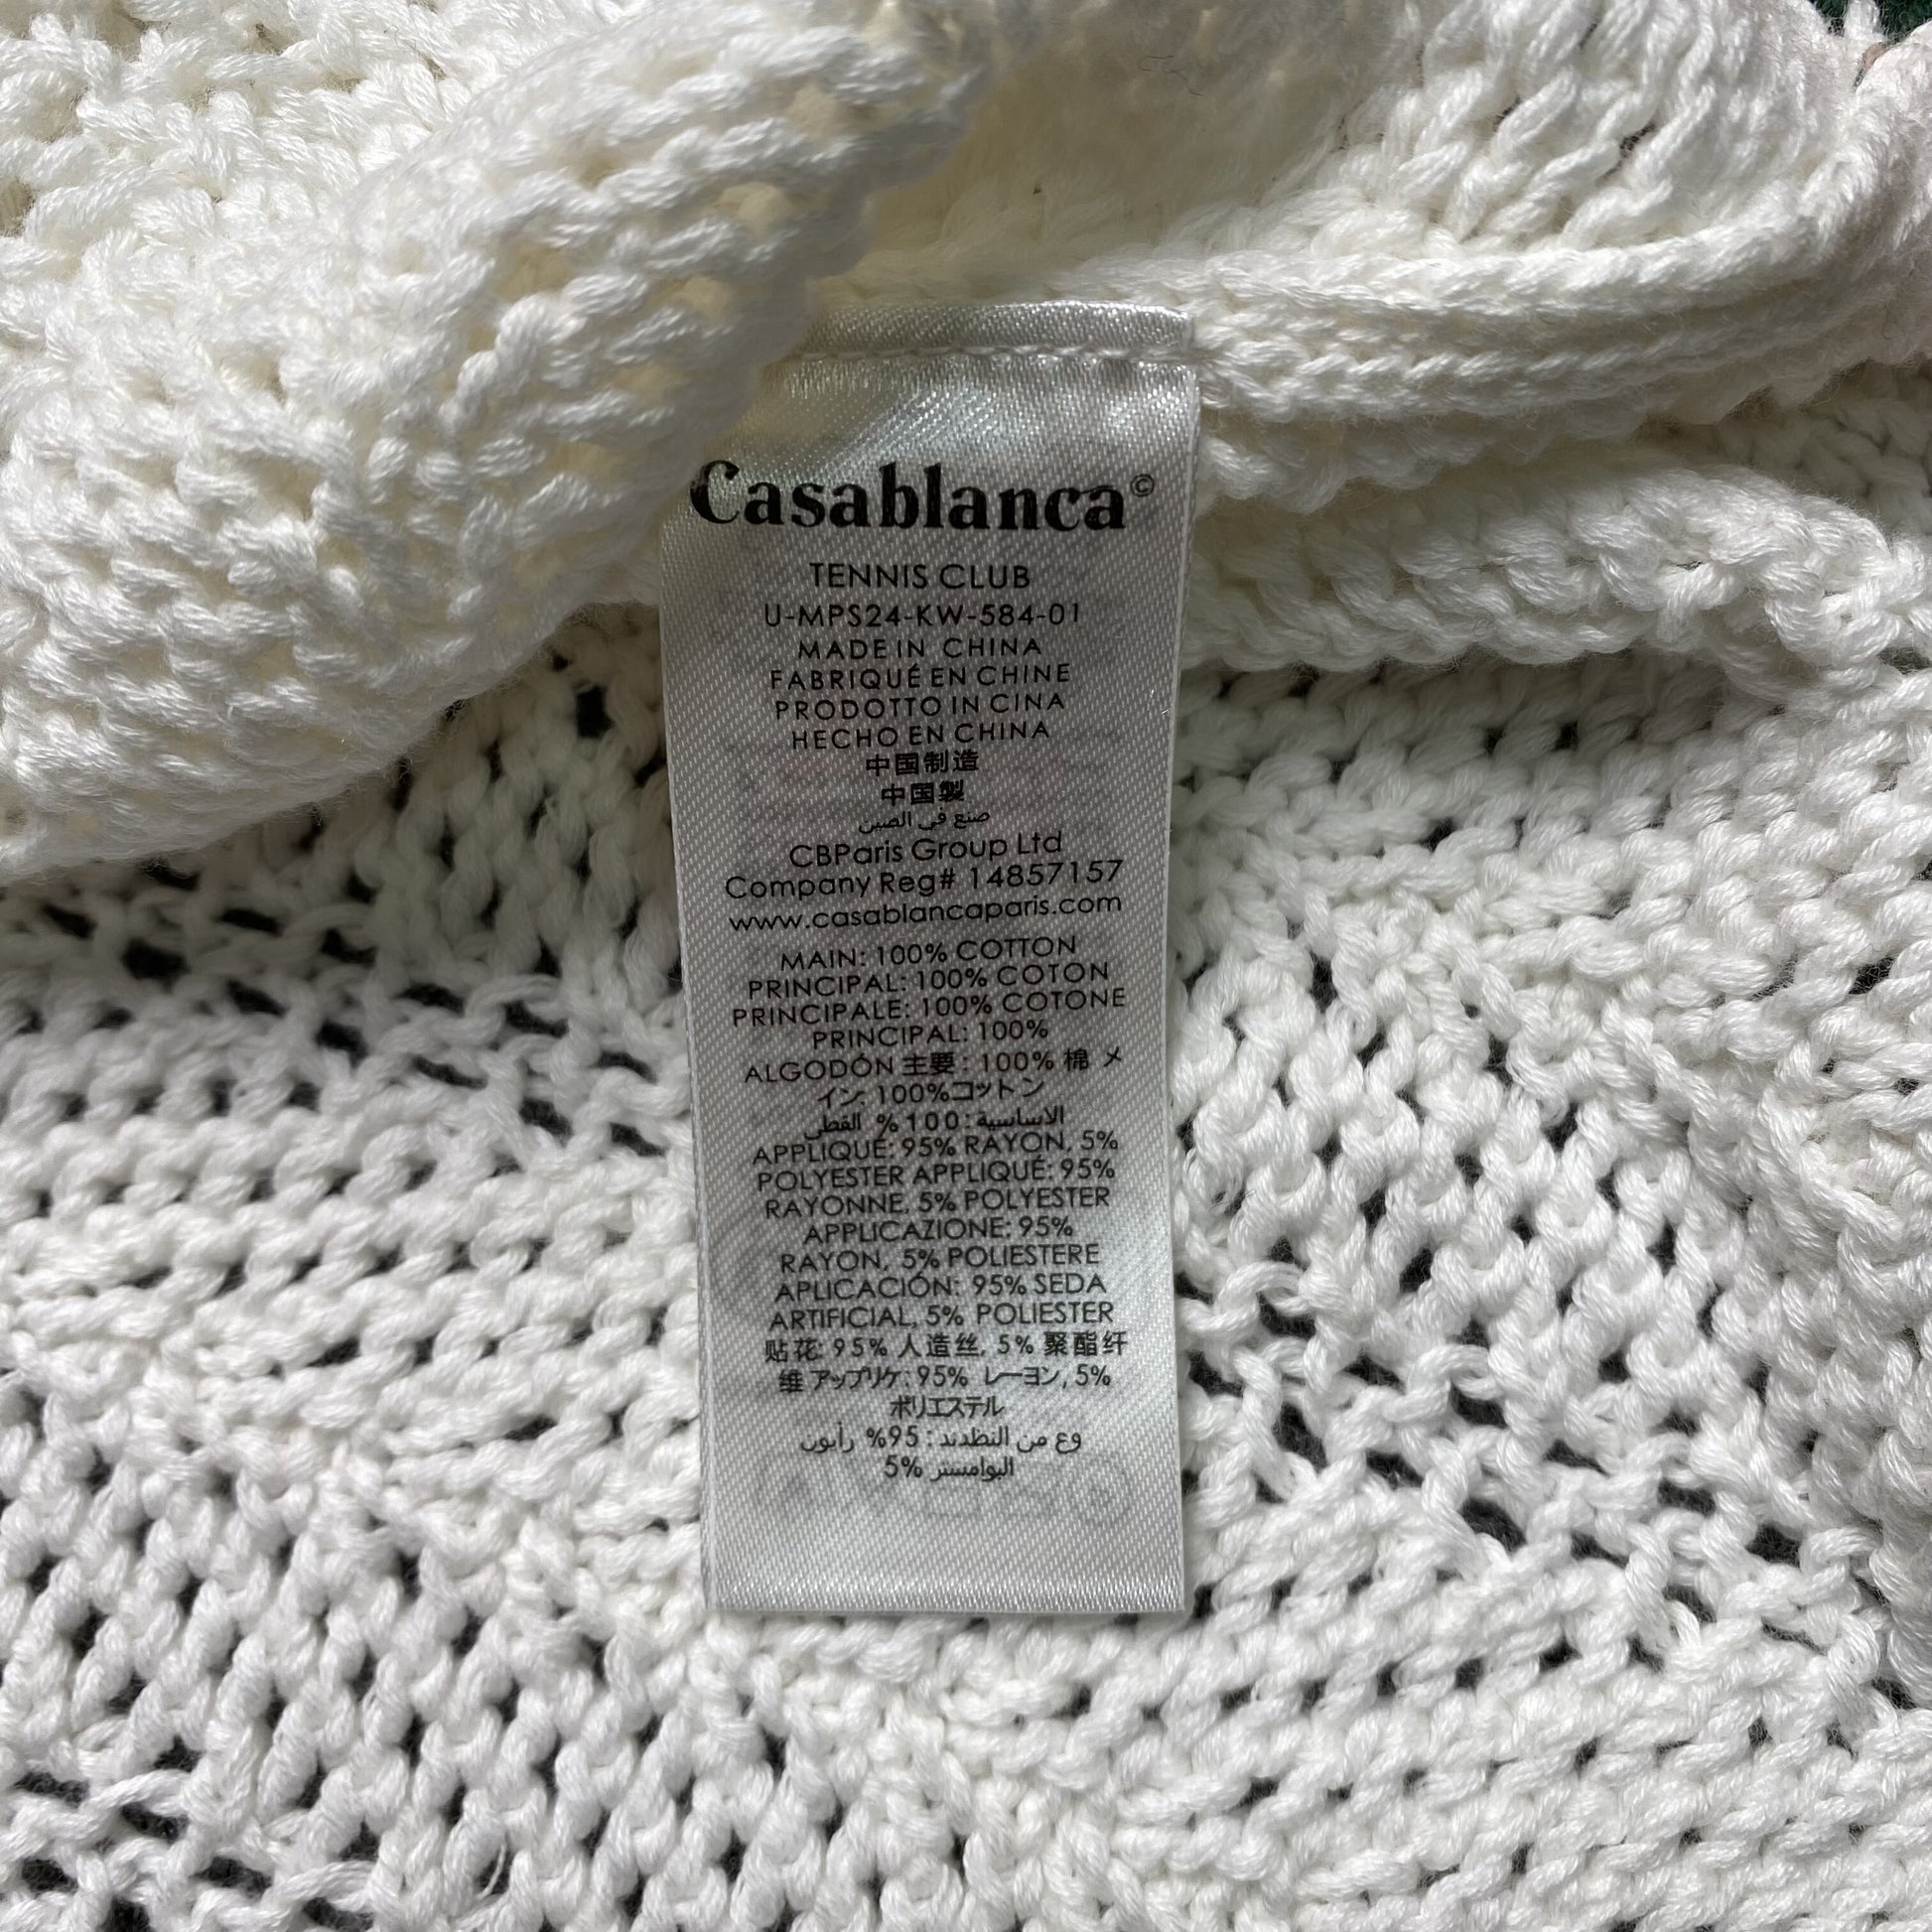 Casablanca©
TENNIS CLUB
U-MPS24-KW-584-01
MADE IN CHINA
FABRIQUÉ EN CHINE
PRODOTTO IN CINA
HECHO EN CHINA
中国制造
中国製
صنع في الصين
CBParis Group Ltd
Company Reg# 14857157
www.casablancaparis.com
MAIN: 100% COTTON
PRINCIPAL: 100% COTON
PRINCIPALE: 100% COTONE
PRINCIPAL: 100%
ALGODÓN 主要: 100% 棉 メ
イン: 100%コットン
الاساسية: 100% القطن
APPLIQUÉ: 95% RAYON, 5%
POLYESTER APPLIQUÉ: 95%
RAYONNE, 5% POLYESTER
APPLICAZIONE: 95%
RAYON, 5% POLIESTERE
APLICACIÓN: 95% SEDA
ARTIFICIAL, 5% POLIESTER
贴花: 95% 人造丝, 5% 聚酯纤
维 アップリケ: 95% レーヨン, 5%
ポリエステル
وع من: 95% رأيون
5%